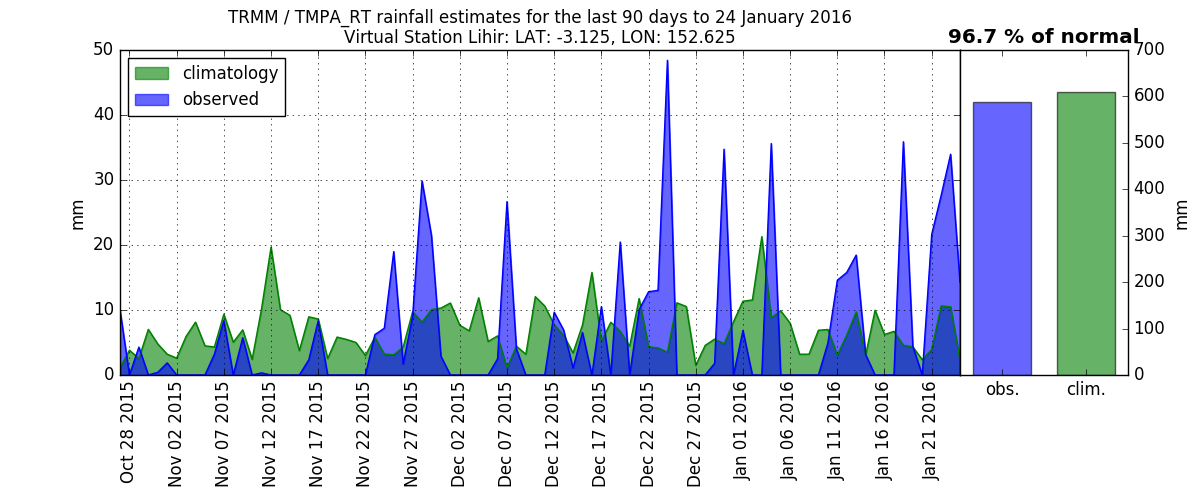 TRMM / TMPA_RT rainfall estimates for the last 90 days to 24 January 2016
Virtual Station Lihir: LAT: -3.125, LON: 152.625
96.7 % of normal
climatology
observed
50
40
30
20
10
0
mm
Oct 28 2015
Nov 02 2015
Nov 07 2015
Nov 12 2015
Nov 17 2015
Nov 22 2015
Nov 27 2015
Dec 02 2015
Dec 07 2015
Dec 12 2015
Dec 17 2015
Dec 22 2015
Dec 27 2015
Jan 01 2016
Jan 06 2016
Jan 11 2016
Jan 16 2016
Jan 21 2016
obs.
clim.
700
600
500
400
300
200
100
0
mm